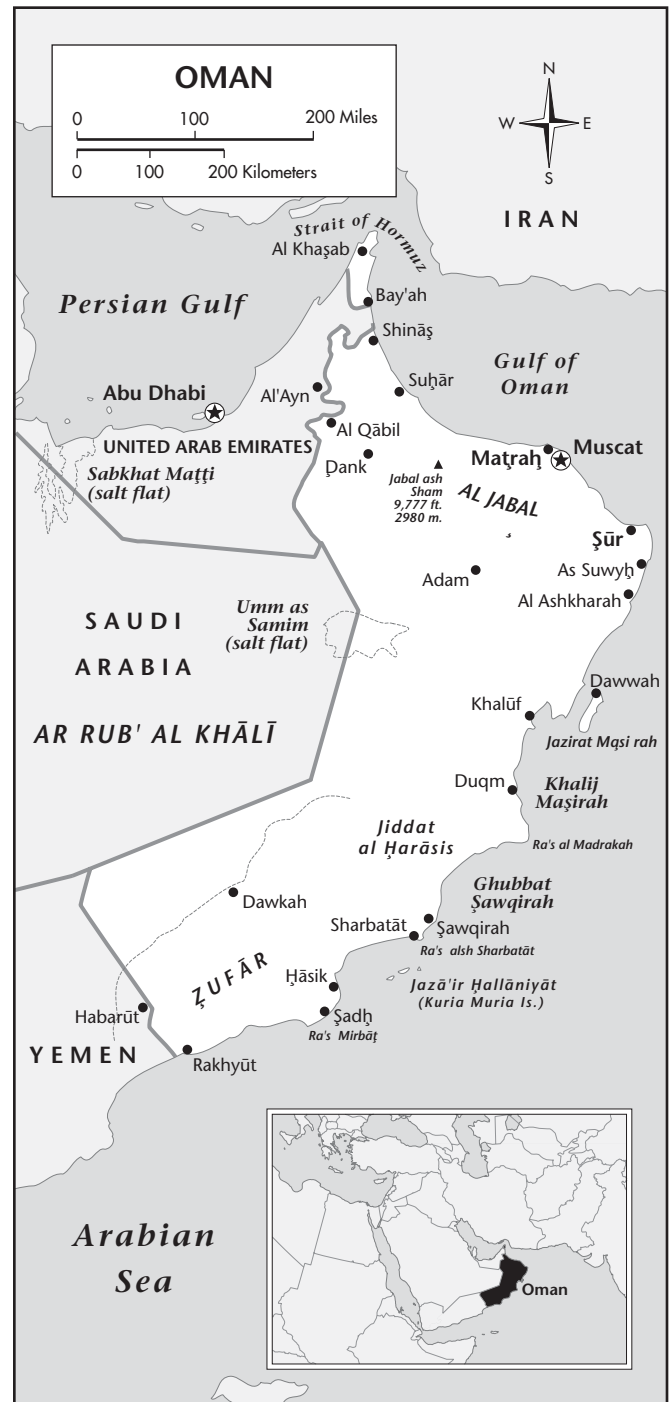 OMAN
0 100 200 Miles
0 100 200 Kilometers
N
W E
S
IRAN
Strait of Hormuz
Al Khaşab
Persian Gulf
Bay'ah
Shināş
Gulf of
Oman
Abu Dhabi
Al'Ayn
Suḩār
Al Qābil
UNITED ARAB EMIRATES
Maţraḩ
Muscat
Sabkhat Maţţi
(salt flat)
Ḑank
Jabal ash
Sham
9,777 ft.
2980 m.
AL JABAL
Şūr
As Suwyḩ
Adam
Al Ashkharah
SAUDI
ARABIA
Umm as
Samim
(salt flat)
AR RUB' AL KHĀLĪ
Dawwah
Khalūf
Jazirat Mąsi rah
Duqm
Khalij
Maşirah
Jiddat
al Ḩarāsis
Ra's al Madrakah
Ghubbat
Şawqirah
Dawkah
Sharbatāt
Şawqirah
Ra's alsh Sharbatāt
Z̧UFĀR
Ḩāsik
Jazā'ir Ḩallāniyāt
(Kuria Muria Is.)
Habarūt
Şadḩ
Ra's Mirbāţ
YEMEN
Rakhyūt
Arabian
Sea
Oman